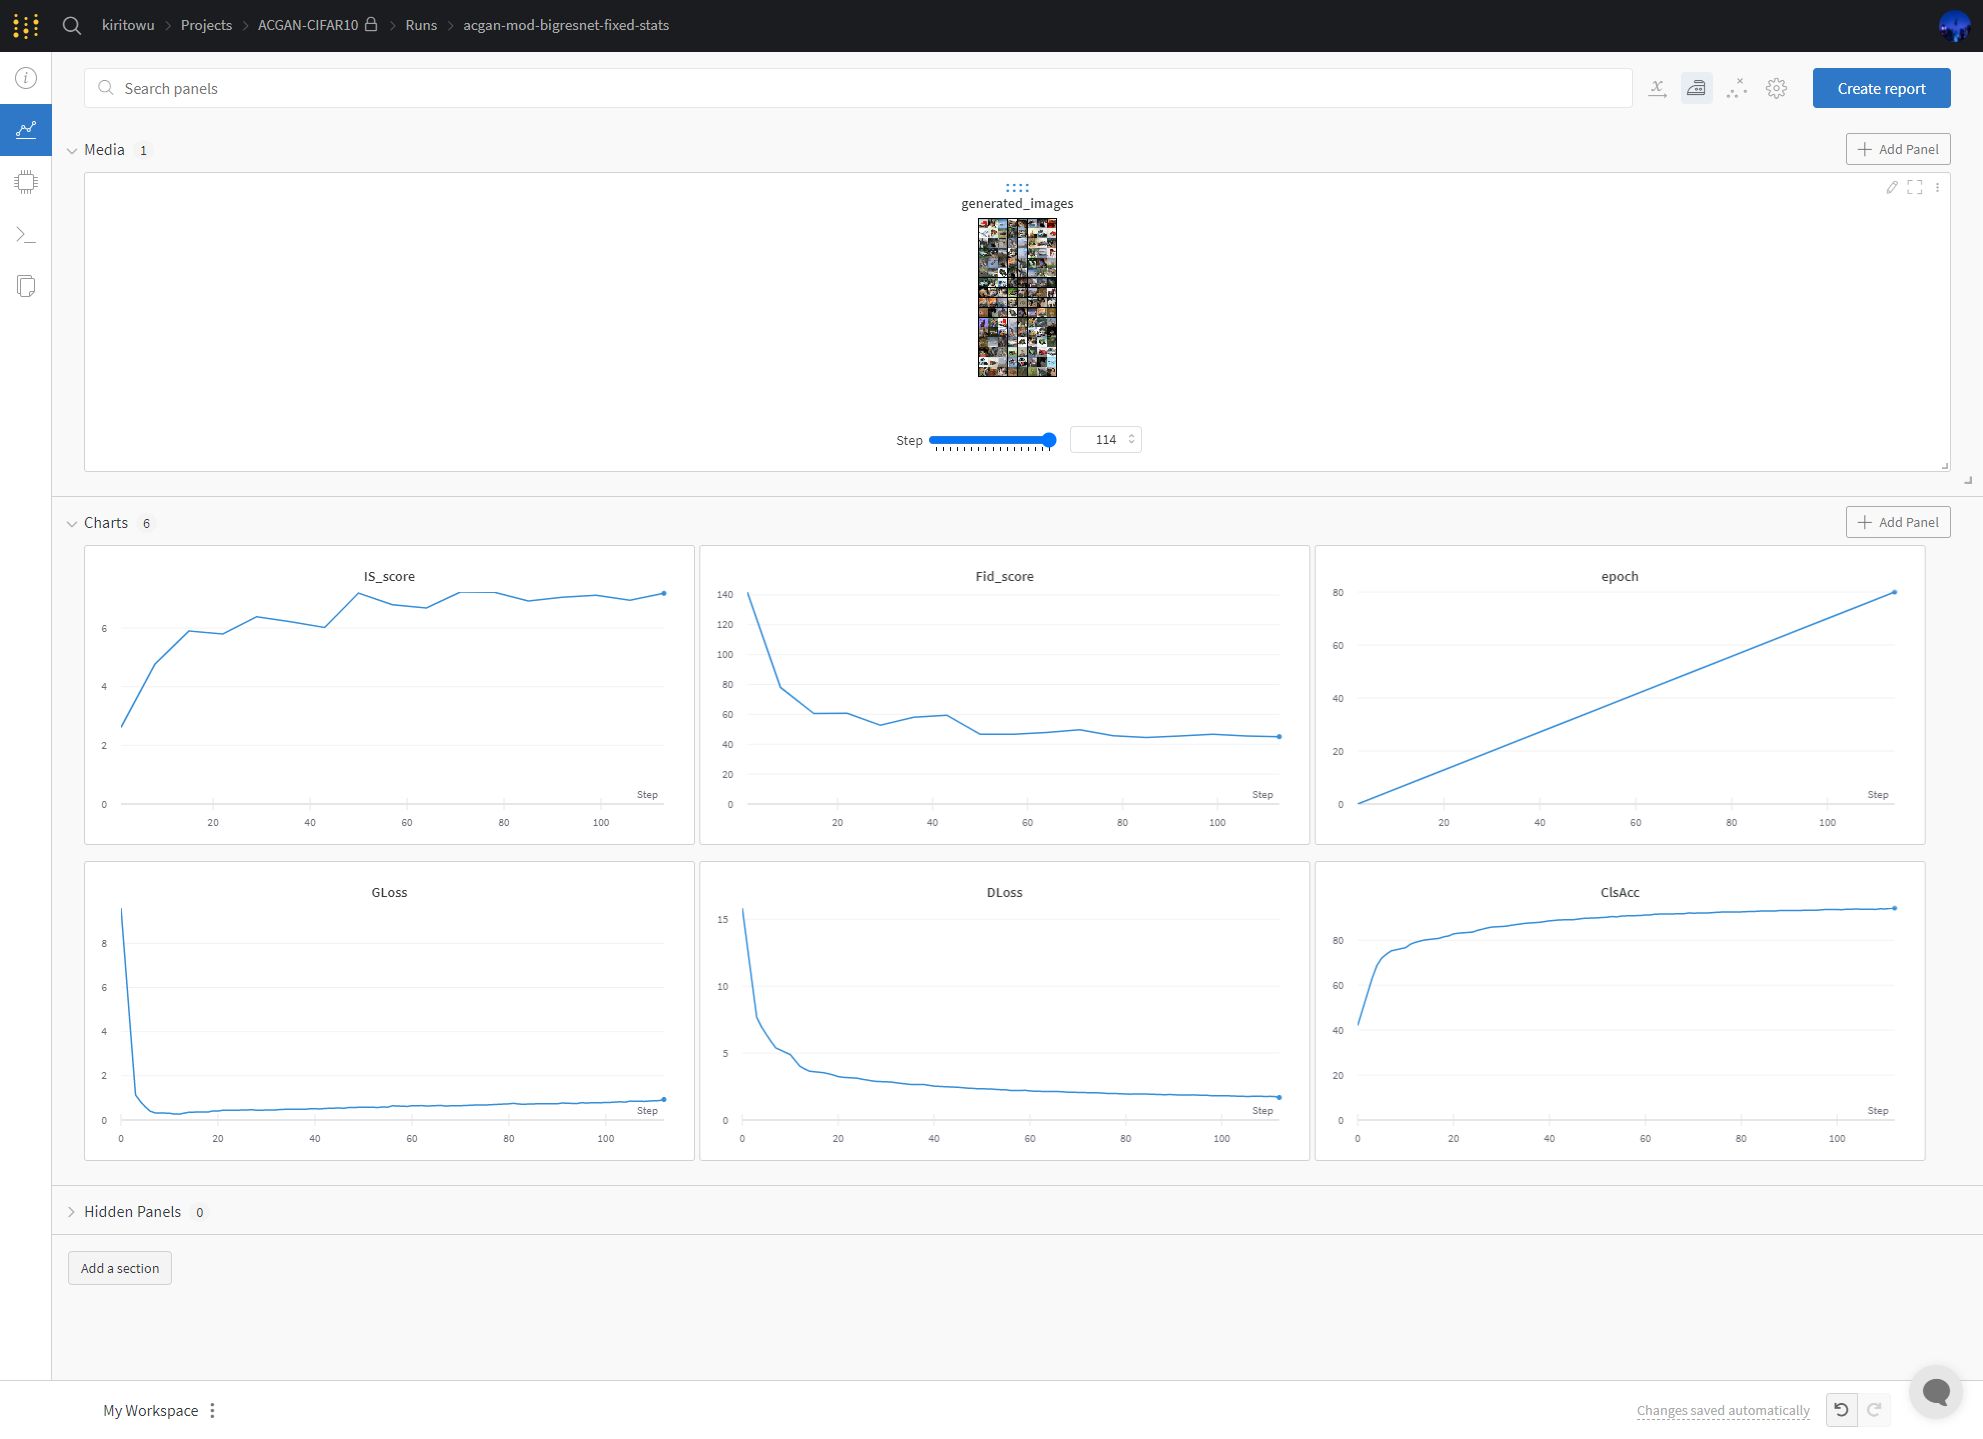 kiritowu > Projects > ACGAN-CIFAR10 > Runs > acgan-mod-bigresnet-fixed-stats
Search panels
Create report
Media 1
Add Panel
generated_images
Step 114
Charts 6
Add Panel
IS_score
6
4
2
0
Step
20 40 60 80 100
Fid_score
140
120
100
80
60
40
20
0
Step
20 40 60 80 100
epoch
80
60
40
20
0
Step
20 40 60 80 100
GLoss
8
6
4
2
0
Step
0 20 40 60 80 100
DLoss
15
10
5
0
Step
0 20 40 60 80 100
ClsAcc
80
60
40
20
0
Step
0 20 40 60 80 100
Hidden Panels 0
Add a section
My Workspace
Changes saved automatically